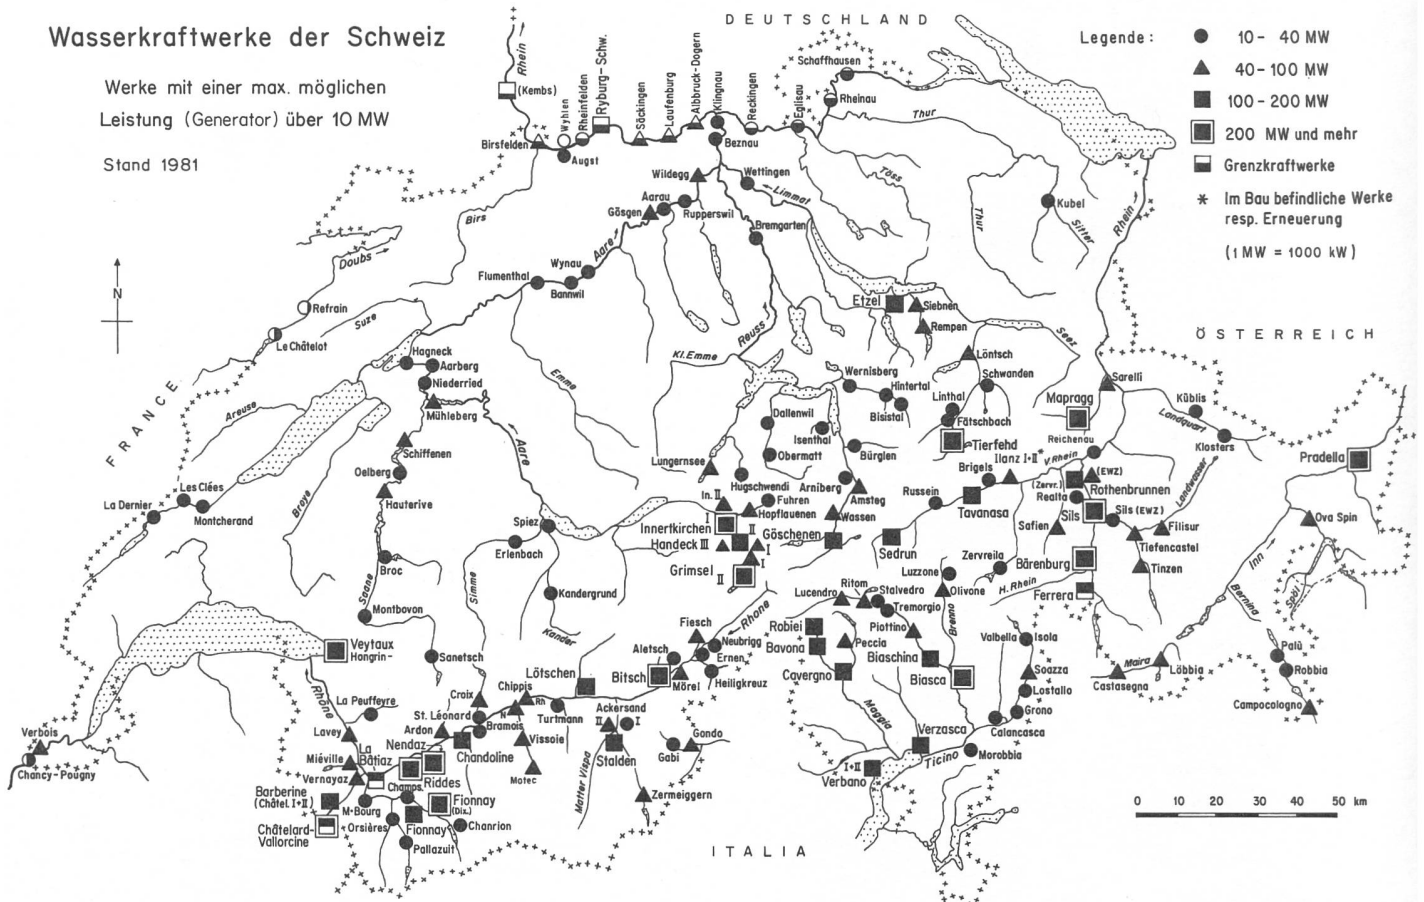 Wasserkraftwerke der Schweiz
Werke mit einer max. möglichen
Leistung (Generator) über 10 MW
Stand 1981
DEUTSCHLAND
Legende:
10 - 40 MW
40 - 100 MW
100 - 200 MW
200 MW und mehr
Grenzkraftwerke
* Im Bau befindliche Werke
resp. Erneuerung
(1 MW = 1000 kW)
N
FRANCE
ÖSTERREICH
ITALIA
0 10 20 30 40 50 km
Rhein
(Kembs)
Birsfelden
Wyhlen
Augst
Rheinfelden
Ryburg-Schw.
Säckingen
Laufenburg
Albbruck-Dogern
Klingnau
Beznau
Reckingen
Eglisau
Rheinau
Schaffhausen
Thur
Töss
Thur
Sitter
Kubel
Rhein
Wildegg
Wettingen
Limmat
Aarau
Rupperswil
Gösgen
Bremgarten
Aare
Birs
Doubs
Wynau
Flumenthal
Bannwil
Refrain
Suze
Le Châtelot
Reuss
Kl. Emme
Emme
Etzel
Siebnen
Rempen
Seez
Löntsch
Schwanden
Wernisberg
Hintertal
Bisistal
Linthal
Fätschbach
Tierfehd
Sarelli
Mapragg
Küblis
Landquart
Klosters
Reichenau
V. Rhein
Ilanz I+II*
Brigels
Tavanasa
Russein
Sedrun
(EWZ)
Rothenbrunnen
(Zervr.)
Realta
Sils
Sils (EWZ)
Landwasser
Filisur
Tiefencastel
Tinzen
Safien
Zervreila
Bärenburg
H. Rhein
Ferrera
Pradella
Ova Spin
Inn
Spöl
Bernina
Palü
Robbia
Campocologno
Maira
Löbbia
Castasegna
Hagneck
Aarberg
Niederried
Mühleberg
Areuse
Schiffenen
Oelberg
Hauterive
Broye
Les Clées
La Dernier
Montcherand
Broc
Saane
Montbovon
Aare
Spiez
Erlenbach
Simme
Kandergrund
Kander
Sanetsch
Veytaux
Hongrin-
Rhône
La Peuffeyre
Lavey
Miéville
Vernayaz
La
Bâtiaz
Barberine
(Châtel. I+II)
Châtelard-
Vallorcine
M.-Bourg
Orsières
Champs.
Fionnay
Pallazuit
Fionnay
(Dix.)
Chanrion
Nendaz
Riddes
Ardon
Chandoline
St. Léonard
Bramois
Croix
Chippis
Rh
N
Vissoie
Motec
Turtmann
Lötschen
Ackersand
II
I
Stalden
Matter Vispa
Zermeiggern
Gabi
Gondo
Bitsch
Mörel
Aletsch
Fiesch
Neubrigg
Ernen
Heiligkreuz
Rhone
Verbois
Chancy-Pougny
Dallenwil
Obermatt
Isenthal
Bürglen
Lungernsee
Hugschwendi
Arniberg
Amsteg
Wassen
Göschenen
Fuhren
Hopflauenen
In. II
I
Innertkirchen
II
Handeck III
I
Grimsel
I
II
Lucendro
Ritom
Stalvedro
Tremorgio
Piottino
Luzzone
Olivone
Brenno
Robiei
Bavona
Peccia
Cavergno
Biaschina
Biasca
Maggia
Verzasca
Ticino
I+II
Verbano
Morobbia
Calancasca
Grono
Lostallo
Soazza
Isola
Valbella